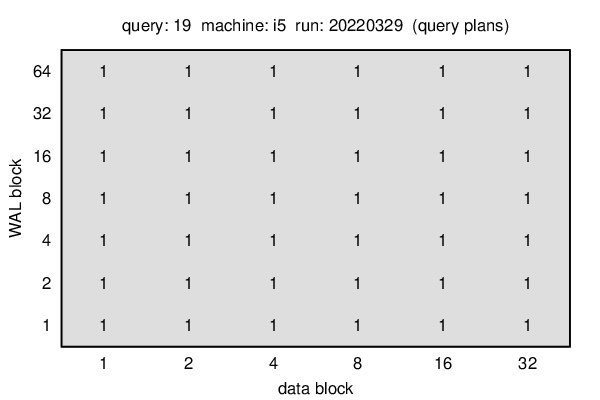 query: 19 machine: i5 run: 20220329 (query plans)
64 1 1 1 1 1 1
32 1 1 1 1 1 1
16 1 1 1 1 1 1
8 1 1 1 1 1 1
4 1 1 1 1 1 1
2 1 1 1 1 1 1
1 1 1 1 1 1 1
WAL block
1 2 4 8 16 32
data block